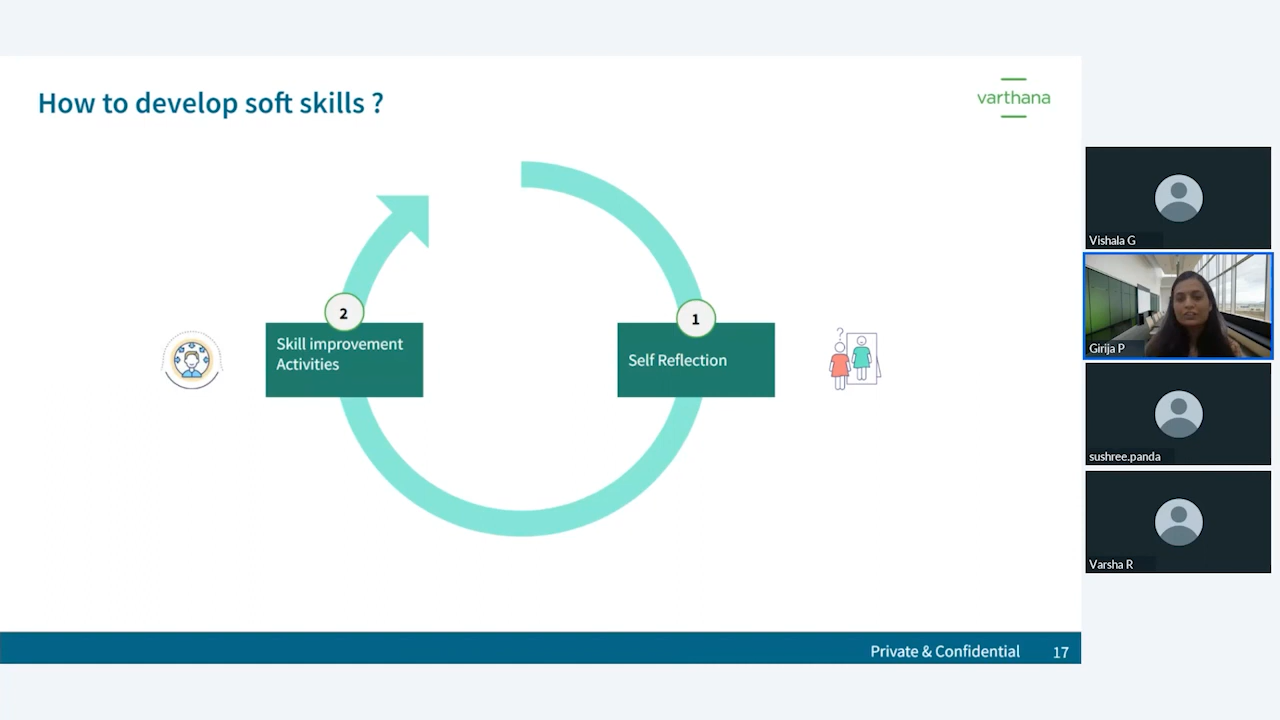 How to develop soft skills ?
varthana
2
1
Skill improvement
Activities
Self Reflection
?
Private & Confidential
17
Vishala G
Girija P
sushree.panda
Varsha R